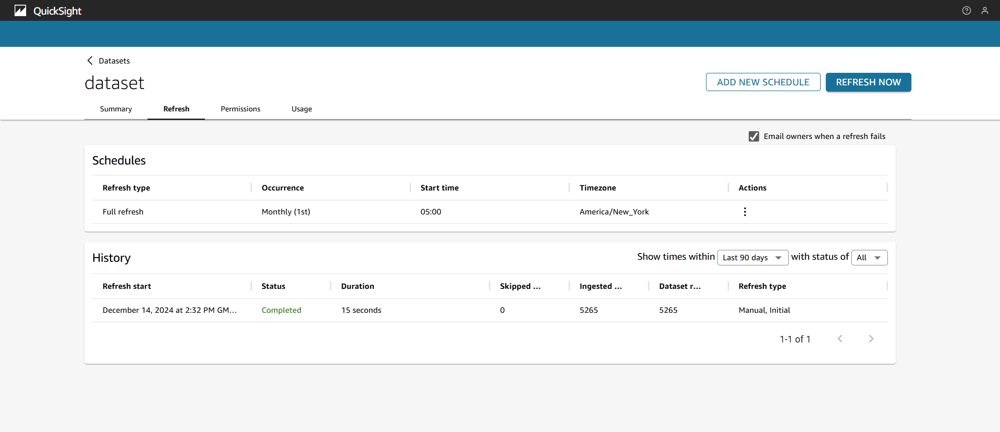 QuickSight
Datasets
dataset
ADD NEW SCHEDULE
REFRESH NOW
Summary
Refresh
Permissions
Usage
Email owners when a refresh fails
Schedules
Refresh type Occurrence Start time Timezone Actions
Full refresh Monthly (1st) 05:00 America/New_York
History
Show times within Last 90 days with status of All
Refresh start Status Duration Skipped ... Ingested ... Dataset r... Refresh type
December 14, 2024 at 2:32 PM GM... Completed 15 seconds 0 5265 5265 Manual, Initial
1-1 of 1